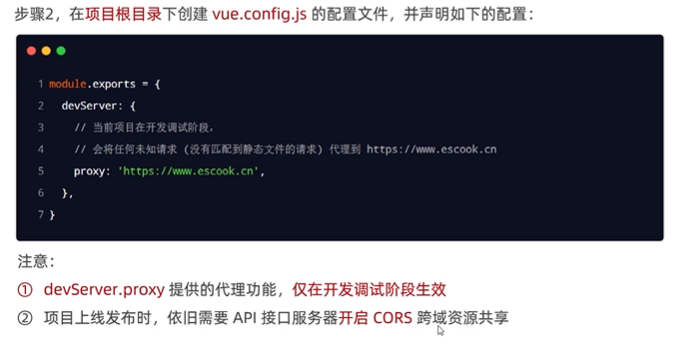 步骤2，在项目根目录下创建 vue.config.js 的配置文件，并声明如下的配置：
1 module.exports = {
2 devServer: {
3 // 当前项目在开发调试阶段，
4 // 会将任何未知请求 (没有匹配到静态文件的请求) 代理到 https://www.escook.cn
5 proxy: 'https://www.escook.cn',
6 },
7 }
注意：
① devServer.proxy 提供的代理功能，仅在开发调试阶段生效
② 项目上线发布时，依旧需要 API 接口服务器开启 CORS 跨域资源共享